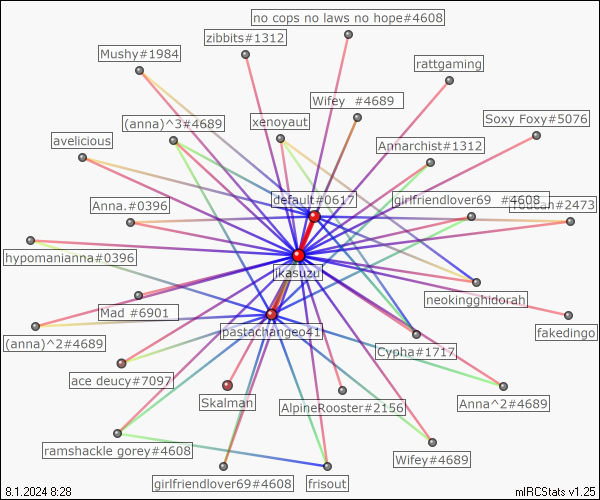 no cops no laws no hope#4608
zibbits#1312
Mushy#1984
rattgaming
Wifey  #4689
Soxy Foxy#5076
(anna)^3#4689
xenoyaut
avelicious
Annarchist#1312
default#0617
girlfriendlover69  #4608
Anna.#0396
#2473
hypomanianna#0396
jkasuzu
neokingghidorah
Mad #6901
fakedingo
pastachangeo41
(anna)^2#4689
Cypha#1717
ace deucy#7097
Skalman
AlpineRooster#2156
Anna^2#4689
ramshackle gorey#4608
Wifey#4689
girlfriendlover69#4608
frisout
8.1.2024 8:28
mIRCStats v1.25